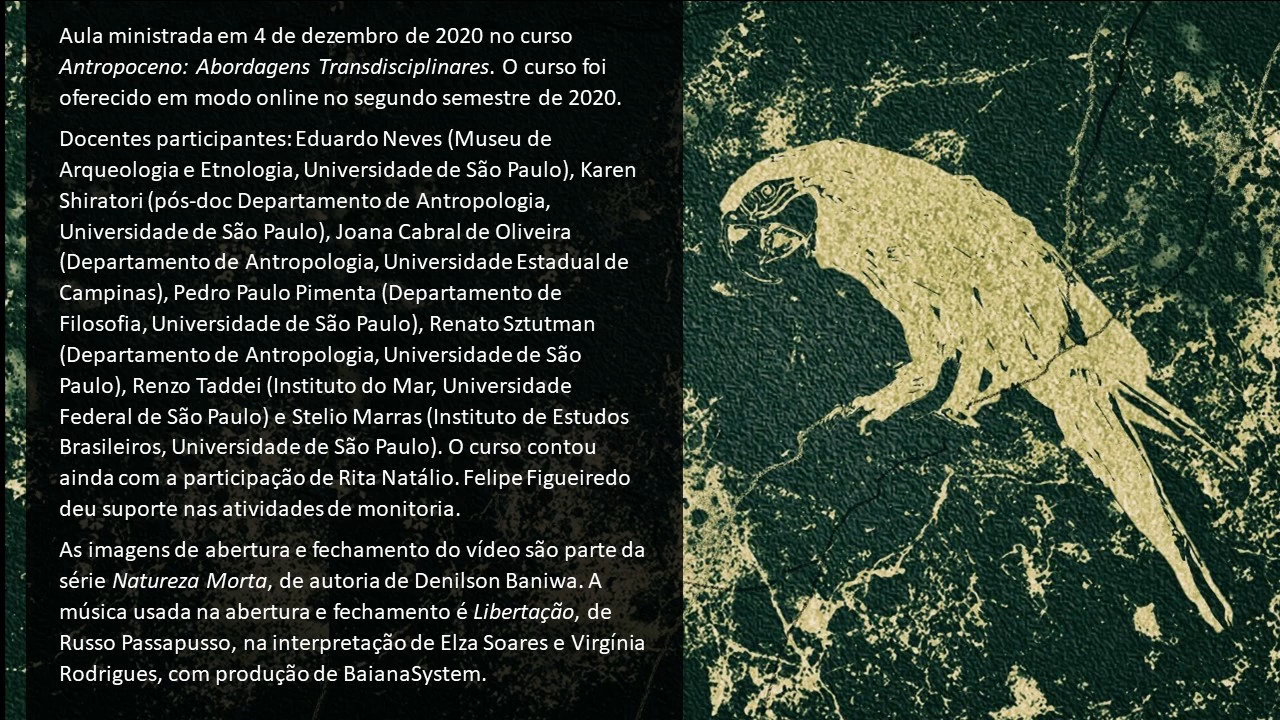 Aula ministrada em 4 de dezembro de 2020 no curso
Antropoceno: Abordagens Transdisciplinares. O curso foi
oferecido em modo online no segundo semestre de 2020.
Docentes participantes: Eduardo Neves (Museu de
Arqueologia e Etnologia, Universidade de São Paulo), Karen
Shiratori (pós-doc Departamento de Antropologia,
Universidade de São Paulo), Joana Cabral de Oliveira
(Departamento de Antropologia, Universidade Estadual de
Campinas), Pedro Paulo Pimenta (Departamento de
Filosofia, Universidade de São Paulo), Renato Sztutman
(Departamento de Antropologia, Universidade de São
Paulo), Renzo Taddei (Instituto do Mar, Universidade
Federal de São Paulo) e Stelio Marras (Instituto de Estudos
Brasileiros, Universidade de São Paulo). O curso contou
ainda com a participação de Rita Natálio. Felipe Figueiredo
deu suporte nas atividades de monitoria.
As imagens de abertura e fechamento do vídeo são parte da
série Natureza Morta, de autoria de Denilson Baniwa. A
música usada na abertura e fechamento é Libertação, de
Russo Passapusso, na interpretação de Elza Soares e Virgínia
Rodrigues, com produção de BaianaSystem.